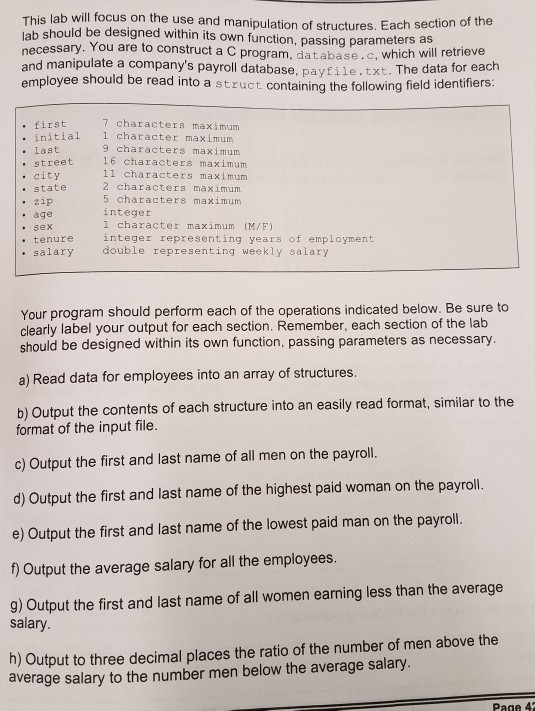 This lab will focus on the use and manipulation of structures. Each section of the
lab should be designed within its own function, passing parameters as
necessary. You are to construct a C program, database.c, which will retrieve
and manipulate a company's payroll database, payfile.txt. The data for each
employee should be read into a struct containing the following field identifiers:
• first 7 characters maximum
• initial 1 character maximum
• last 9 characters maximum
• street 16 characters maximum
• city 11 characters maximum
• state 2 characters maximum
• zip 5 characters maximum
• age integer
• sex 1 character maximum (M/F)
• tenure integer representing years of employment
• salary double representing weekly salary
Your program should perform each of the operations indicated below. Be sure to
clearly label your output for each section. Remember, each section of the lab
should be designed within its own function, passing parameters as necessary.
a) Read data for employees into an array of structures.
b) Output the contents of each structure into an easily read format, similar to the
format of the input file.
c) Output the first and last name of all men on the payroll.
d) Output the first and last name of the highest paid woman on the payroll.
e) Output the first and last name of the lowest paid man on the payroll.
f) Output the average salary for all the employees.
g) Output the first and last name of all women earning less than the average
salary.
h) Output to three decimal places the ratio of the number of men above the
average salary to the number men below the average salary.
Page 42